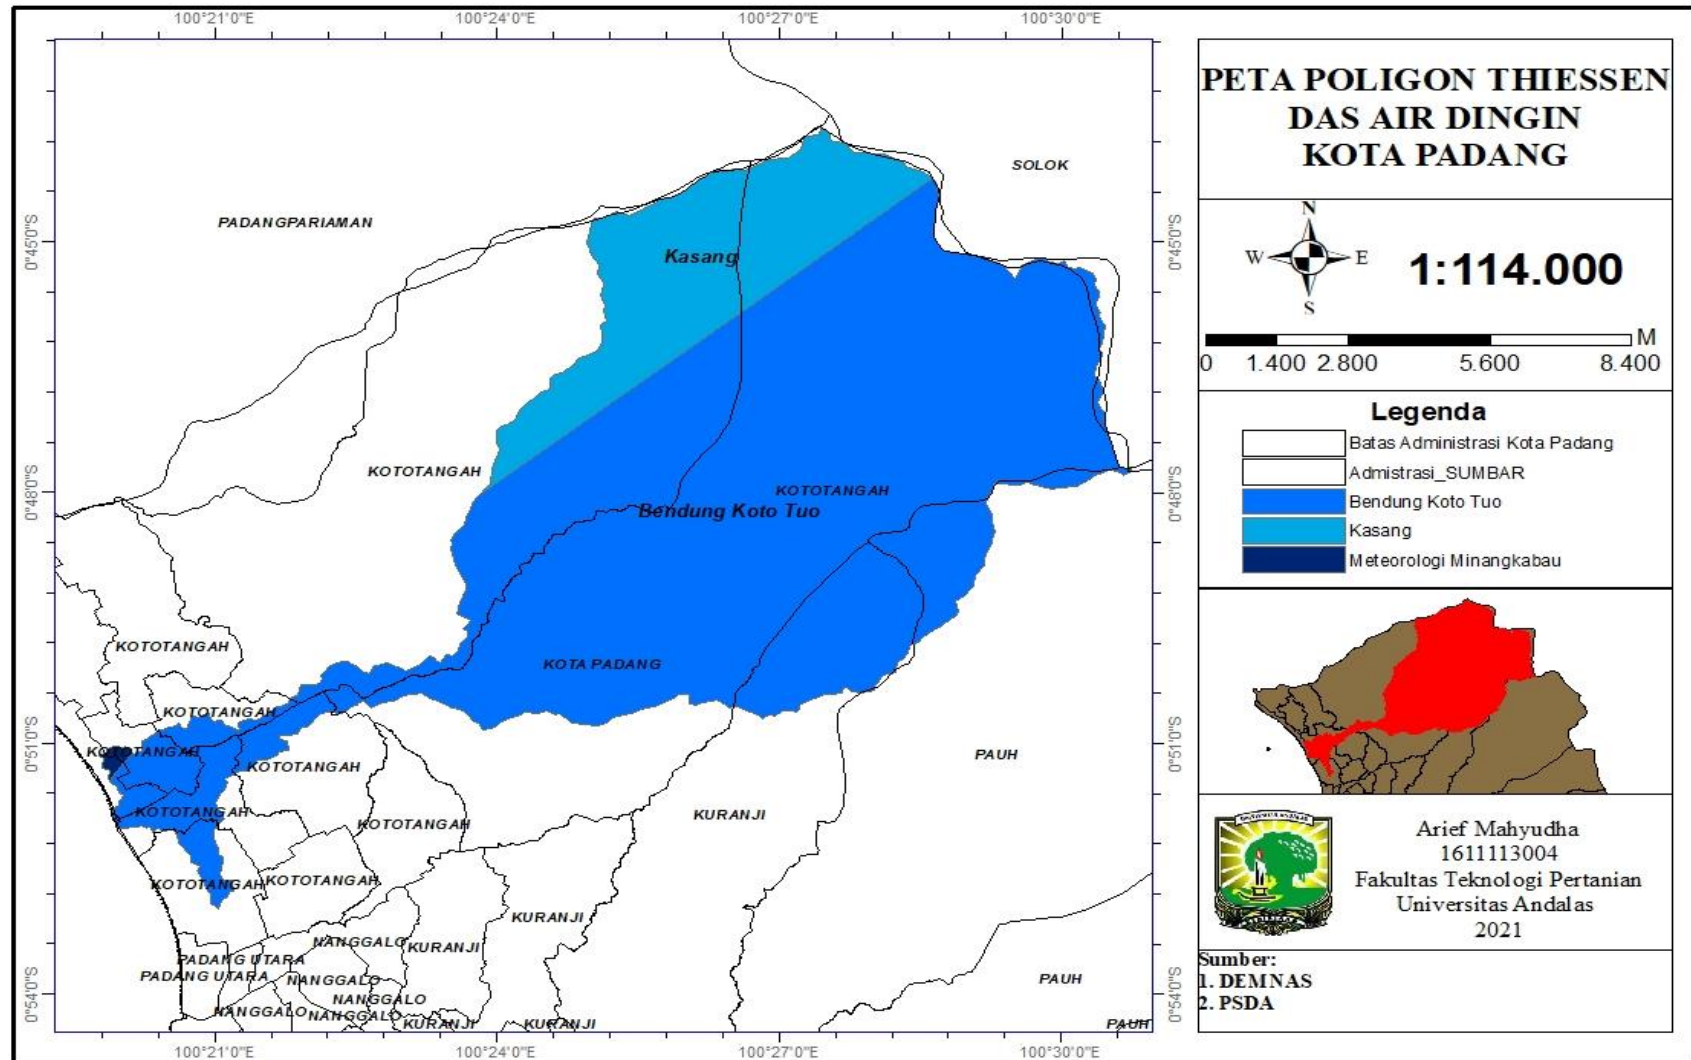 100°21'0"E
100°24'0"E
100°27'0"E
100°30'0"E
PADANGPARIAMAN
SOLOK
0°45'0"S
0°45'0"S
Kasang
KOTOTANGAH
KOTOTANGAH
0°48'0"S
0°48'0"S
Bendung Koto Tuo
KOTOTANGAH
KOTA PADANG
KOTOTANGAH
0°51'0"S
0°51'0"S
KOTOTANGAH
KOTOTANGAH
PAUH
KOTOTANGAH
KOTOTANGAH
KURANJI
KOTOTANGAH
KOTOTANGAH
KURANJI
NANGGALO
KURANJI
PADANG UTARA
PADANG UTARA
NANGGALO
PAUH
0°54'0"S
0°54'0"S
NANGGALO
NANGGALO
NANGGALO
KURANJI
KURANJI
PAUH
100°21'0"E
100°24'0"E
100°27'0"E
100°30'0"E
PETA POLIGON THIESSEN
DAS AIR DINGIN
KOTA PADANG
N
W
E
S
1:114.000
M
0 1.400 2.800 5.600 8.400
Legenda
Batas Administrasi Kota Padang
Admistrasi_SUMBAR
Bendung Koto Tuo
Kasang
Meteorologi Minangkabau
Arief Mahyudha
1611113004
Fakultas Teknologi Pertanian
Universitas Andalas
2021
Sumber:
1. DEMNAS
2. PSDA